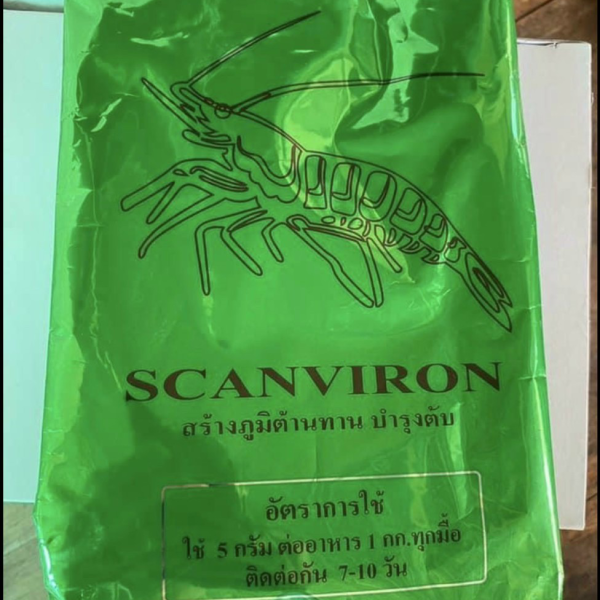 SCANVIRON
สร้างภูมิต้านทาน บำรุงตับ
อัตราการใช้
ใช้ 5 กรัม ต่ออาหาร 1 กก.ทุกมื้อ
ติดต่อกัน 7-10 วัน